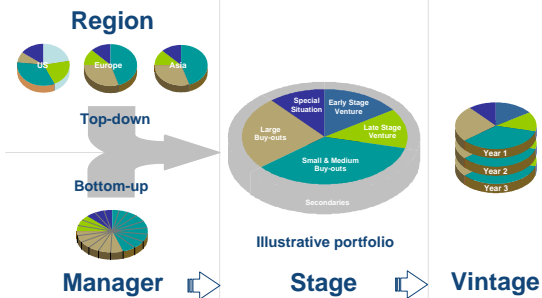 Region
US
Europe
Asia
Top-down
Bottom-up
Manager
Special
Situation
Early Stage
Venture
Large
Buy-outs
Late Stage
Venture
Small & Medium
Buy-outs
Secondaries
Illustrative portfolio
Stage
Year 1
Year 2
Year 3
Vintage